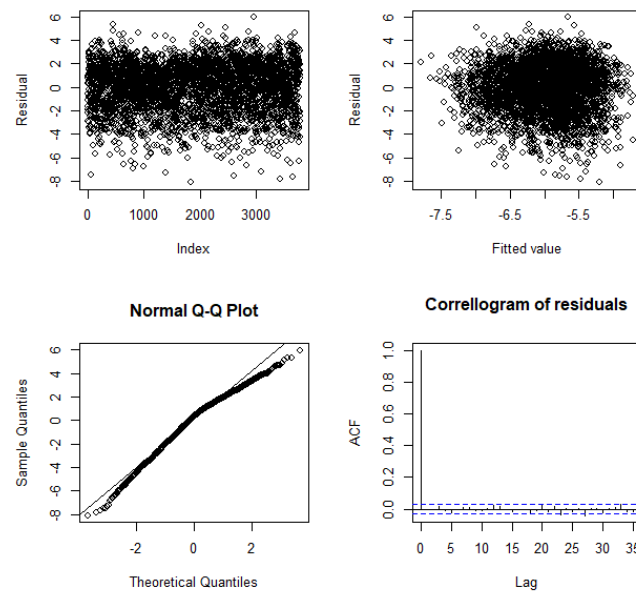 Residual
6
4
2
0
-2
-4
-6
-8
0 1000 2000 3000
Index
Residual
6
4
2
0
-2
-4
-6
-8
-7.5 -6.5 -5.5
Fitted value
Normal Q-Q Plot
Sample Quantiles
6
4
2
0
-2
-4
-6
-8
-2 0 2
Theoretical Quantiles
Correllogram of residuals
ACF
1.0
0.8
0.6
0.4
0.2
0.0
0 5 10 15 20 25 30 35
Lag